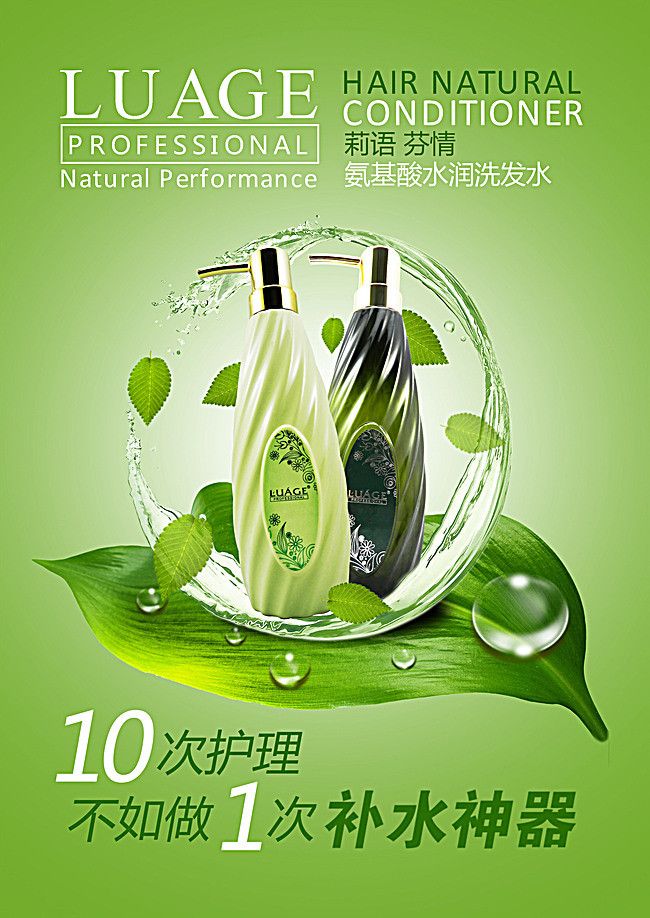 LUAGE
PROFESSIONAL
Natural Performance
HAIR NATURAL
CONDITIONER
莉语 芬情
氨基酸水润洗发水
LUAGE®
PROFESSIONAL
LUAGE®
PROFESSIONAL
10次护理
不如做1次补水神器